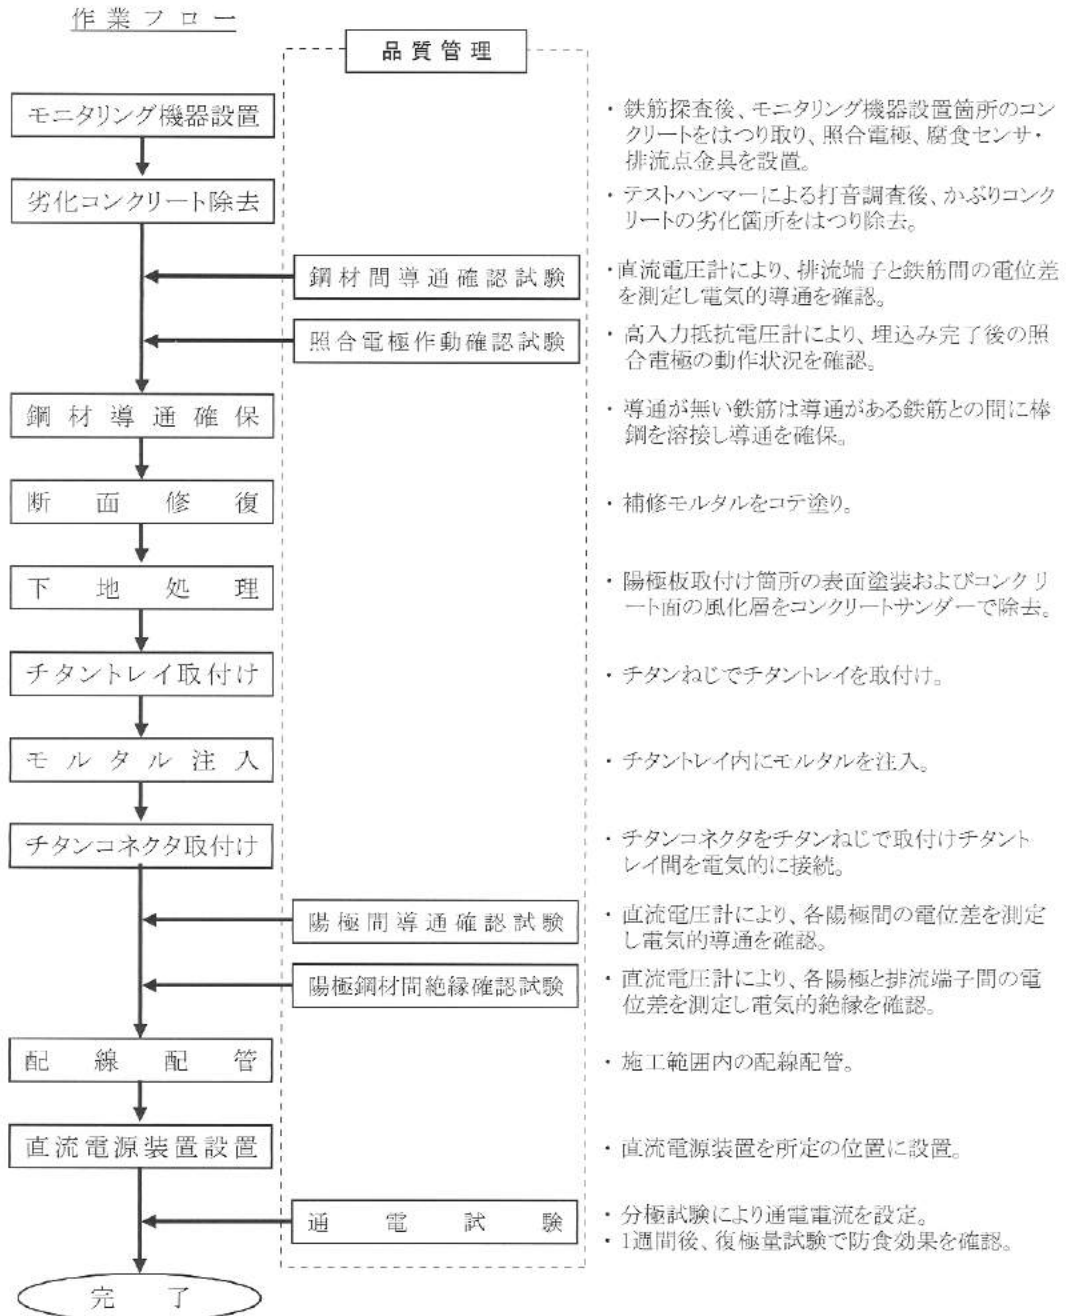 作業フロー
品質管理
モニタリング機器設置
・鉄筋探査後、モニタリング機器設置箇所のコン
クリートをはつり取り、照合電極、腐食センサ・
排流点金具を設置。
劣化コンクリート除去
・テストハンマーによる打音調査後、かぶりコンク
リートの劣化箇所をはつり除去。
鋼材間導通確認試験
・直流電圧計により、排流端子と鉄筋間の電位差
を測定し電気的導通を確認。
照合電極作動確認試験
・高入力抵抗電圧計により、埋込み完了後の照
合電極の動作状況を確認。
鋼材導通確保
・導通が無い鉄筋は導通がある鉄筋との間に棒
鋼を溶接し導通を確保。
断面修復
・補修モルタルをコテ塗り。
下地処理
・陽極板取付け箇所の表面塗装およびコンクリ
ート面の風化層をコンクリートサンダーで除去。
チタントレイ取付け
・チタンねじでチタントレイを取付け。
モルタル注入
・チタントレイ内にモルタルを注入。
チタンコネクタ取付け
・チタンコネクタをチタンねじで取付けチタント
レイ間を電気的に接続。
陽極間導通確認試験
・直流電圧計により、各陽極間の電位差を測定
し電気的導通を確認。
陽極鋼材間絶縁確認試験
・直流電圧計により、各陽極と排流端子間の電
位差を測定し電気的絶縁を確認。
配線配管
・施工範囲内の配線配管。
直流電源装置設置
・直流電源装置を所定の位置に設置。
通電試験
・分極試験により通電電流を設定。
・1週間後、復極量試験で防食効果を確認。
完了